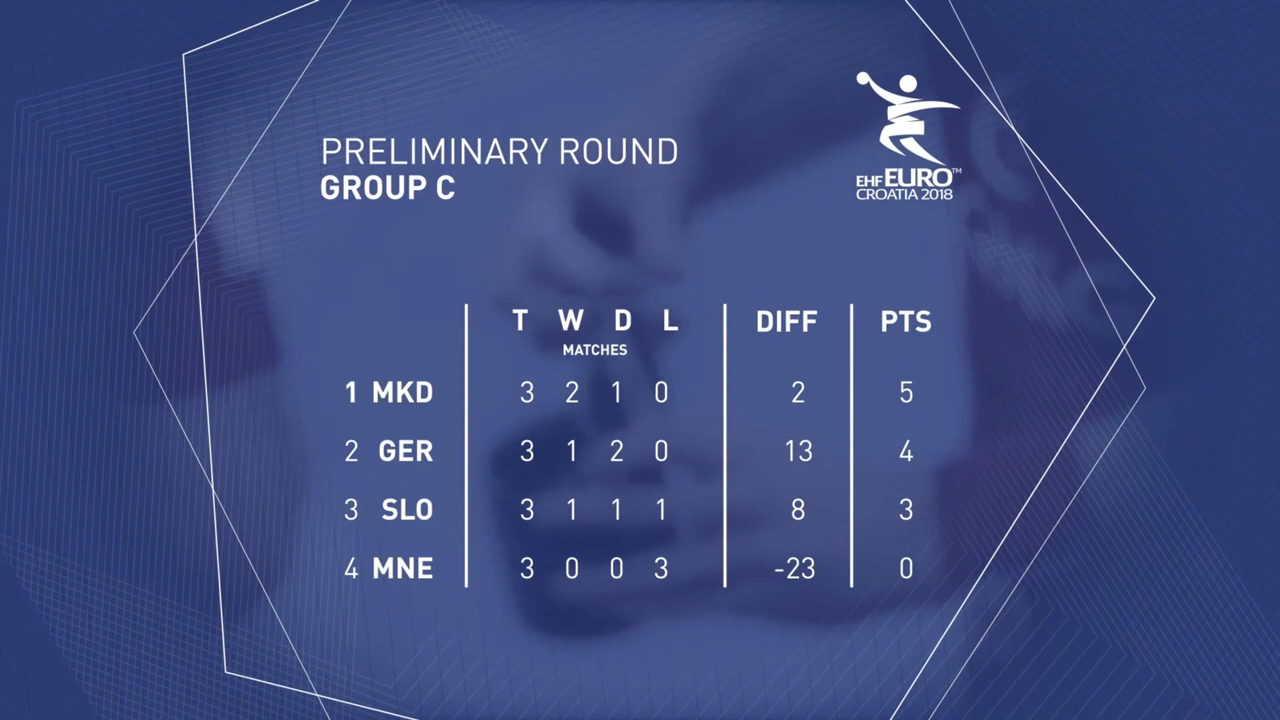 PRELIMINARY ROUND
GROUP C
EHF EURO™
CROATIA 2018
T W D L DIFF PTS
MATCHES
1 MKD 3 2 1 0 2 5
2 GER 3 1 2 0 13 4
3 SLO 3 1 1 1 8 3
4 MNE 3 0 0 3 -23 0